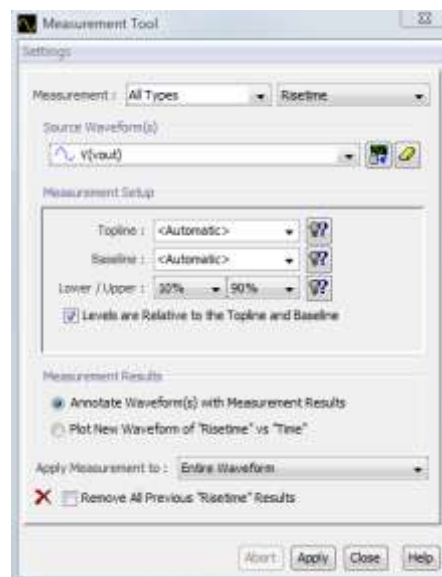 Measurement Tool
Settings
Measurement : All Types Risetime
Source Waveform(s)
V(vout)
Measurement Setup
Topline : <Automatic>
Baseline : <Automatic>
Lower / Upper : 10% 90%
Levels are Relative to the Topline and Baseline
Measurement Results
Annotate Waveform(s) with Measurement Results
Plot New Waveform of "Risetime" vs "Time"
Apply Measurement to : Entire Waveform
Remove All Previous "Risetime" Results
Abort Apply Close Help